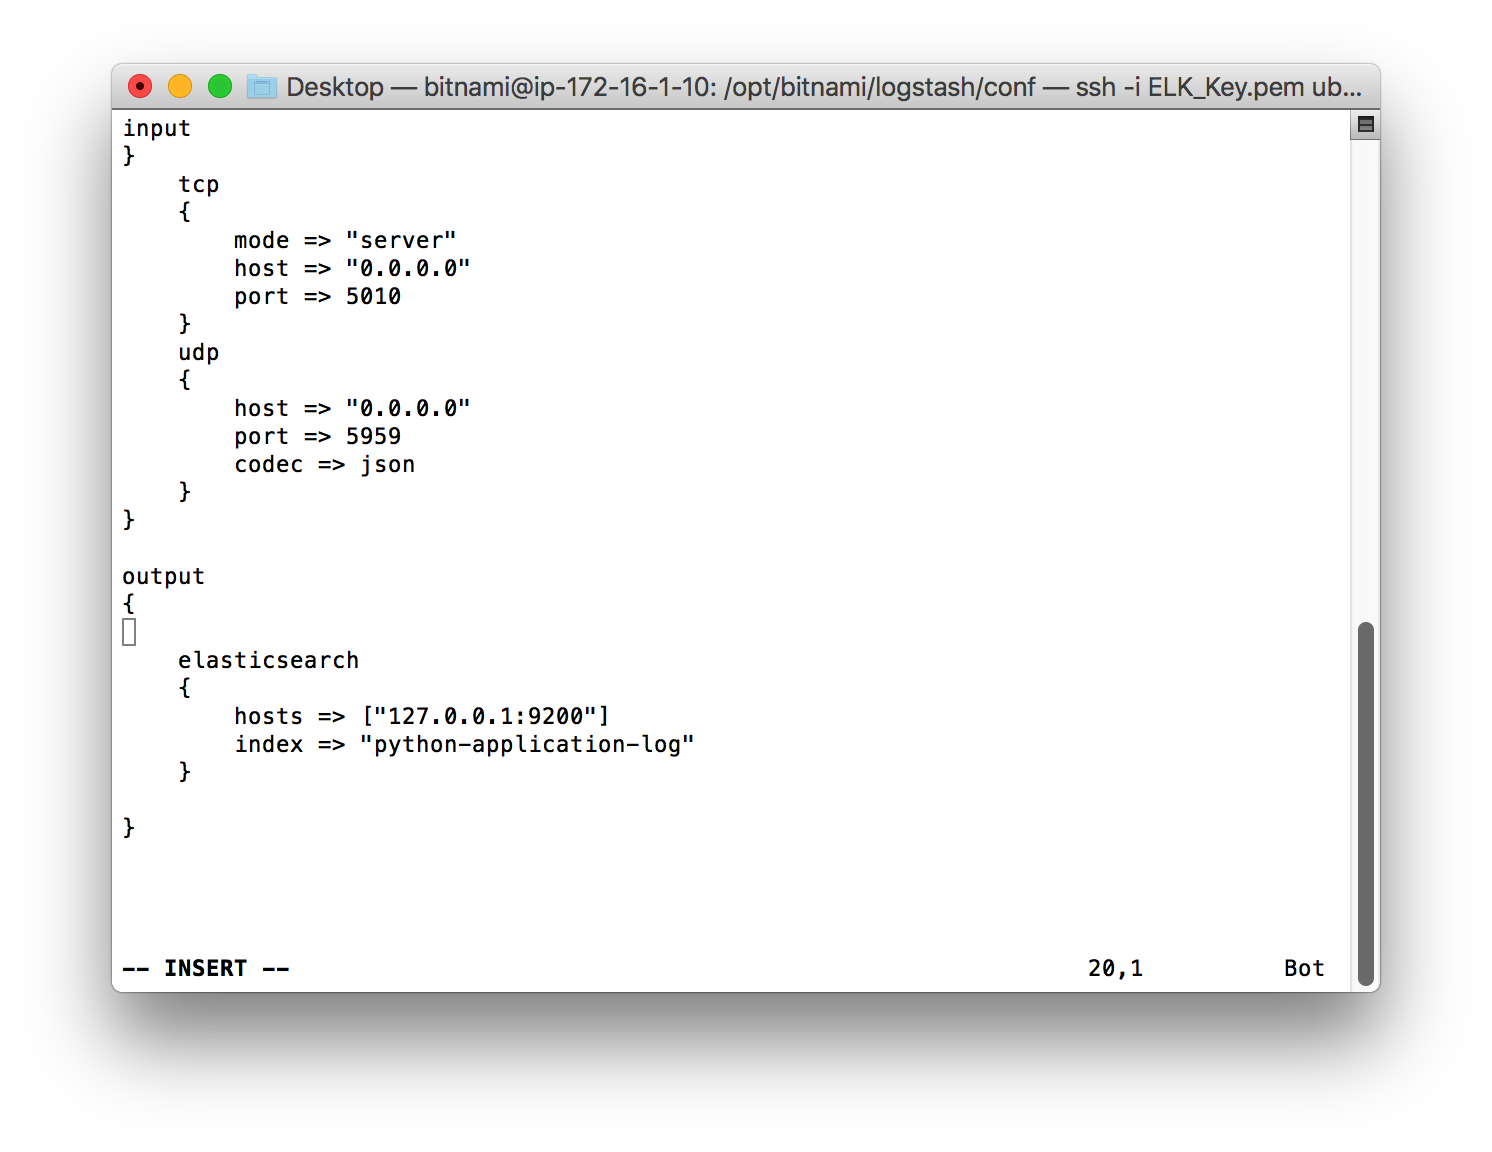 Desktop — bitnami@ip-172-16-1-10: /opt/bitnami/logstash/conf — ssh -i ELK_Key.pem ub...
input
}
    tcp
    {
        mode => "server"
        host => "0.0.0.0"
        port => 5010
    }
    udp
    {
        host => "0.0.0.0"
        port => 5959
        codec => json
    }
}
output
{
    elasticsearch
    {
        hosts => ["127.0.0.1:9200"]
        index => "python-application-log"
    }
}
-- INSERT -- 20,1 Bot